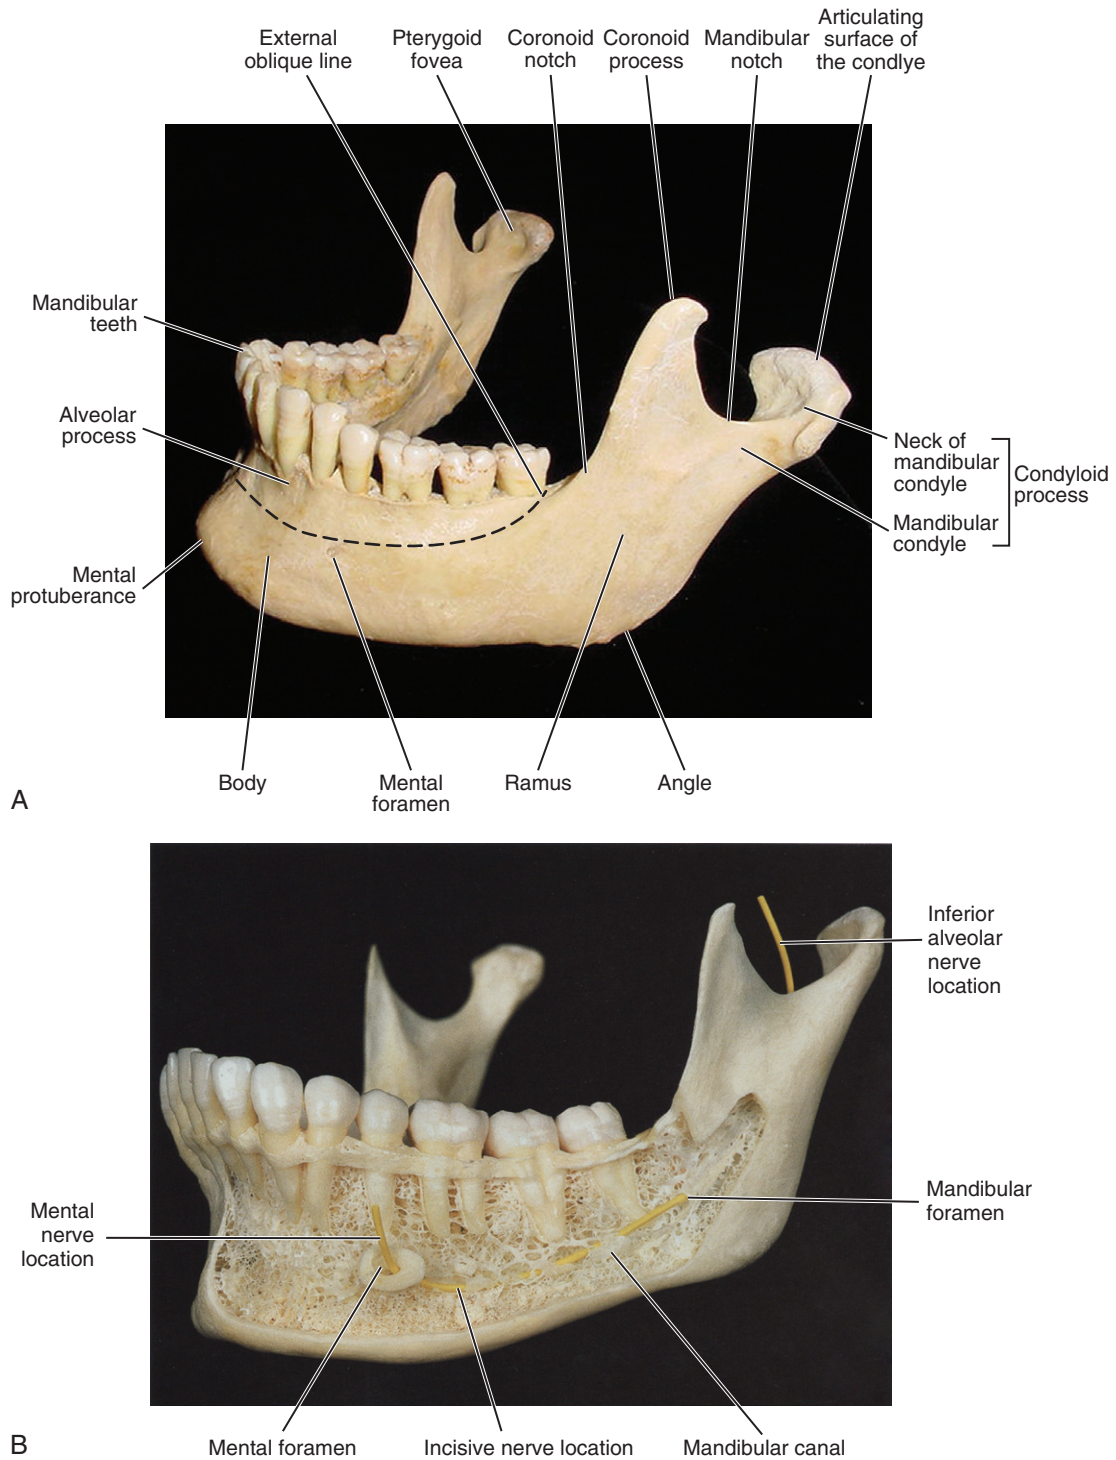 External
oblique line
Pterygoid
fovea
Coronoid
notch
Coronoid
process
Mandibular
notch
Articulating
surface of
the condlye
Mandibular
teeth
Alveolar
process
Mental
protuberance
Neck of
mandibular
condyle
Mandibular
condyle
Condyloid
process
Body
Mental
foramen
Ramus
Angle
A
Inferior
alveolar
nerve
location
Mandibular
foramen
Mental
nerve
location
Mental foramen
Incisive nerve location
Mandibular canal
B